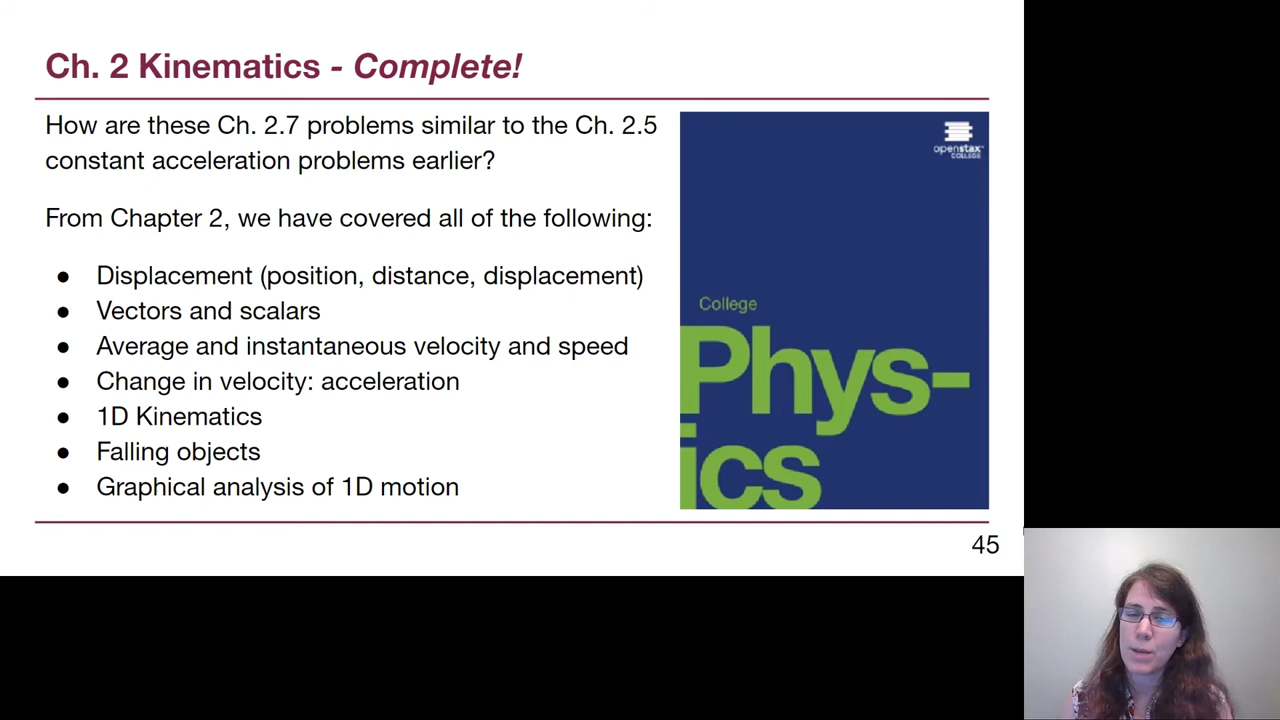 Ch. 2 Kinematics - Complete!
How are these Ch. 2.7 problems similar to the Ch. 2.5
constant acceleration problems earlier?
From Chapter 2, we have covered all of the following:
● Displacement (position, distance, displacement)
● Vectors and scalars
● Average and instantaneous velocity and speed
● Change in velocity: acceleration
● 1D Kinematics
● Falling objects
● Graphical analysis of 1D motion
openstax™
COLLEGE
College
Phys-
ics
45